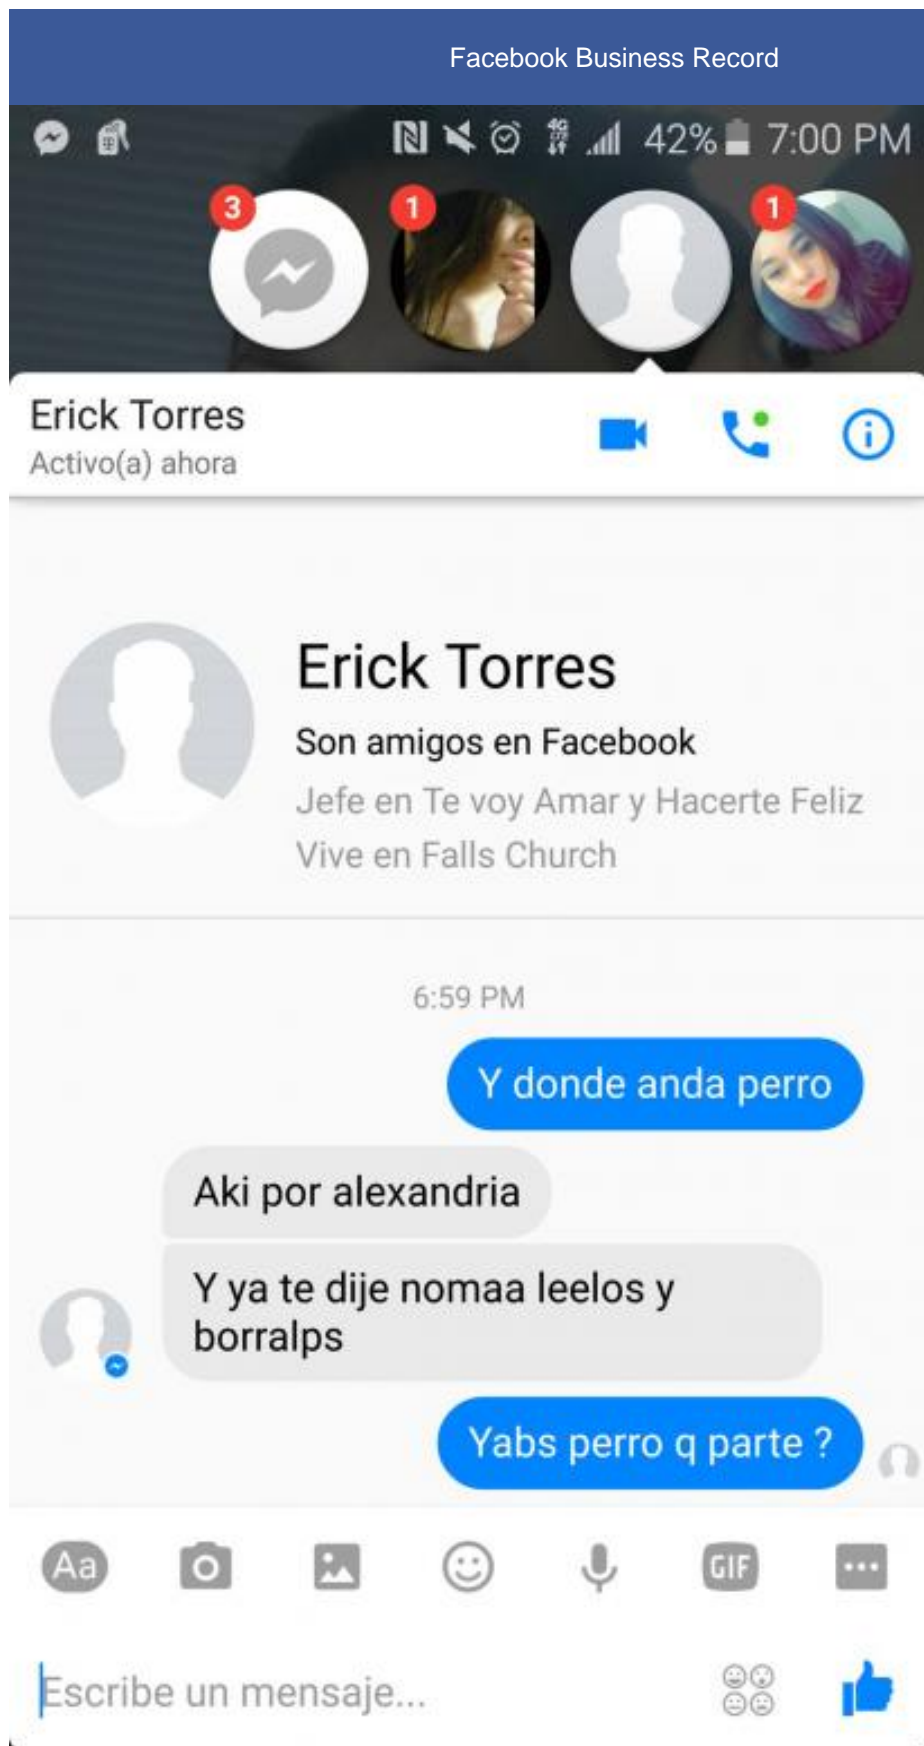 Facebook Business Record
4G LTE 42% 7:00 PM
3 1 1
Erick Torres
Activo(a) ahora
Erick Torres
Son amigos en Facebook
Jefe en Te voy Amar y Hacerte Feliz
Vive en Falls Church
6:59 PM
Y donde anda perro
Aki por alexandria
Y ya te dije nomaa leelos y
borralps
Yabs perro q parte ?
Aa GIF
Escribe un mensaje...